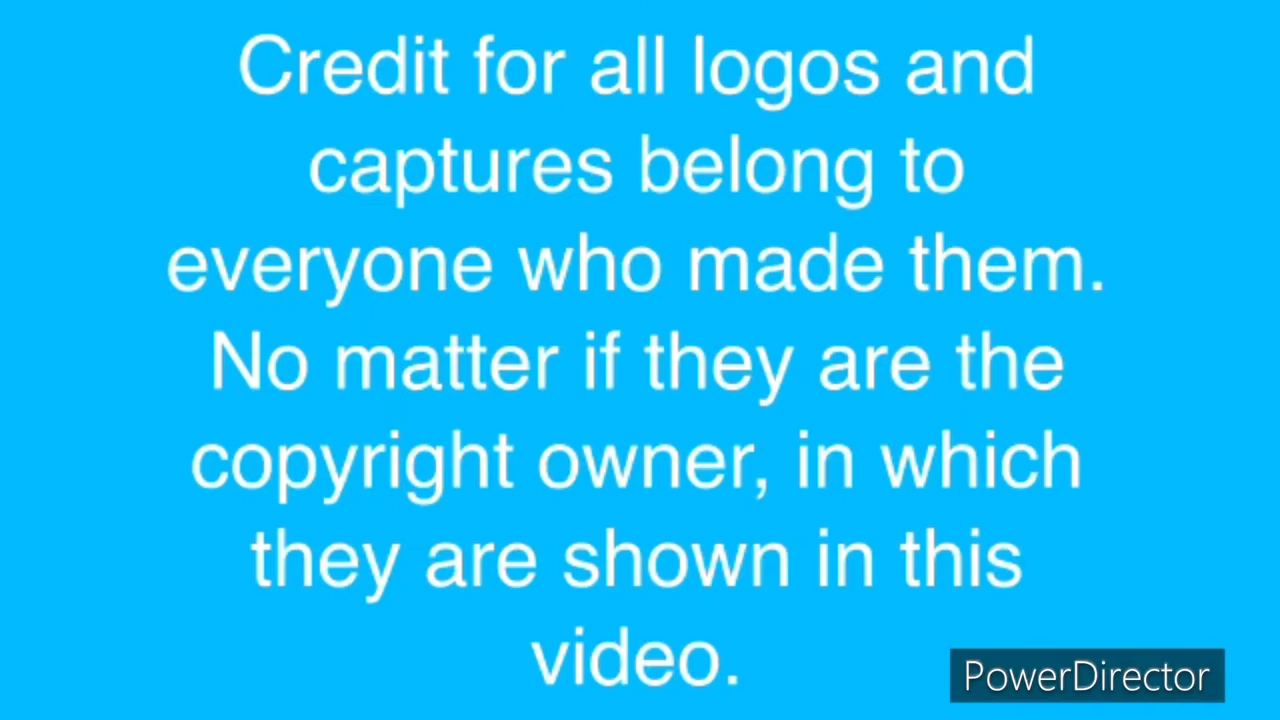 Credit for all logos and
captures belong to
everyone who made them.
No matter if they are the
copyright owner, in which
they are shown in this
video.
PowerDirector